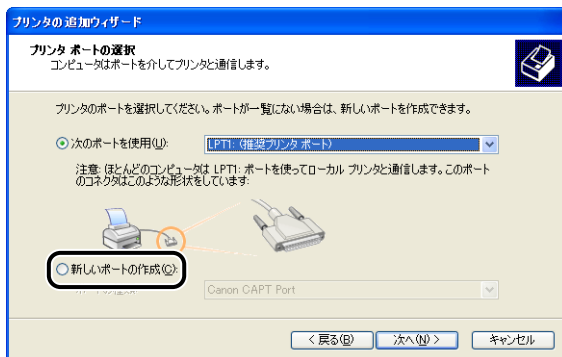 プリンタの追加ウィザード
プリンタ ポートの選択
コンピュータはポートを介してプリンタと通信します。
プリンタのポートを選択してください。ポートが一覧にない場合は、新しいポートを作成できます。
次のポートを使用(U):
LPT1: (推奨プリンタ ポート)
注意: ほとんどのコンピュータは LPT1: ポートを使ってローカル プリンタと通信します。このポート
のコネクタはこのような形状をしています:
新しいポートの作成(C):
Canon CAPT Port
< 戻る(B)
次へ(N) >
キャンセル